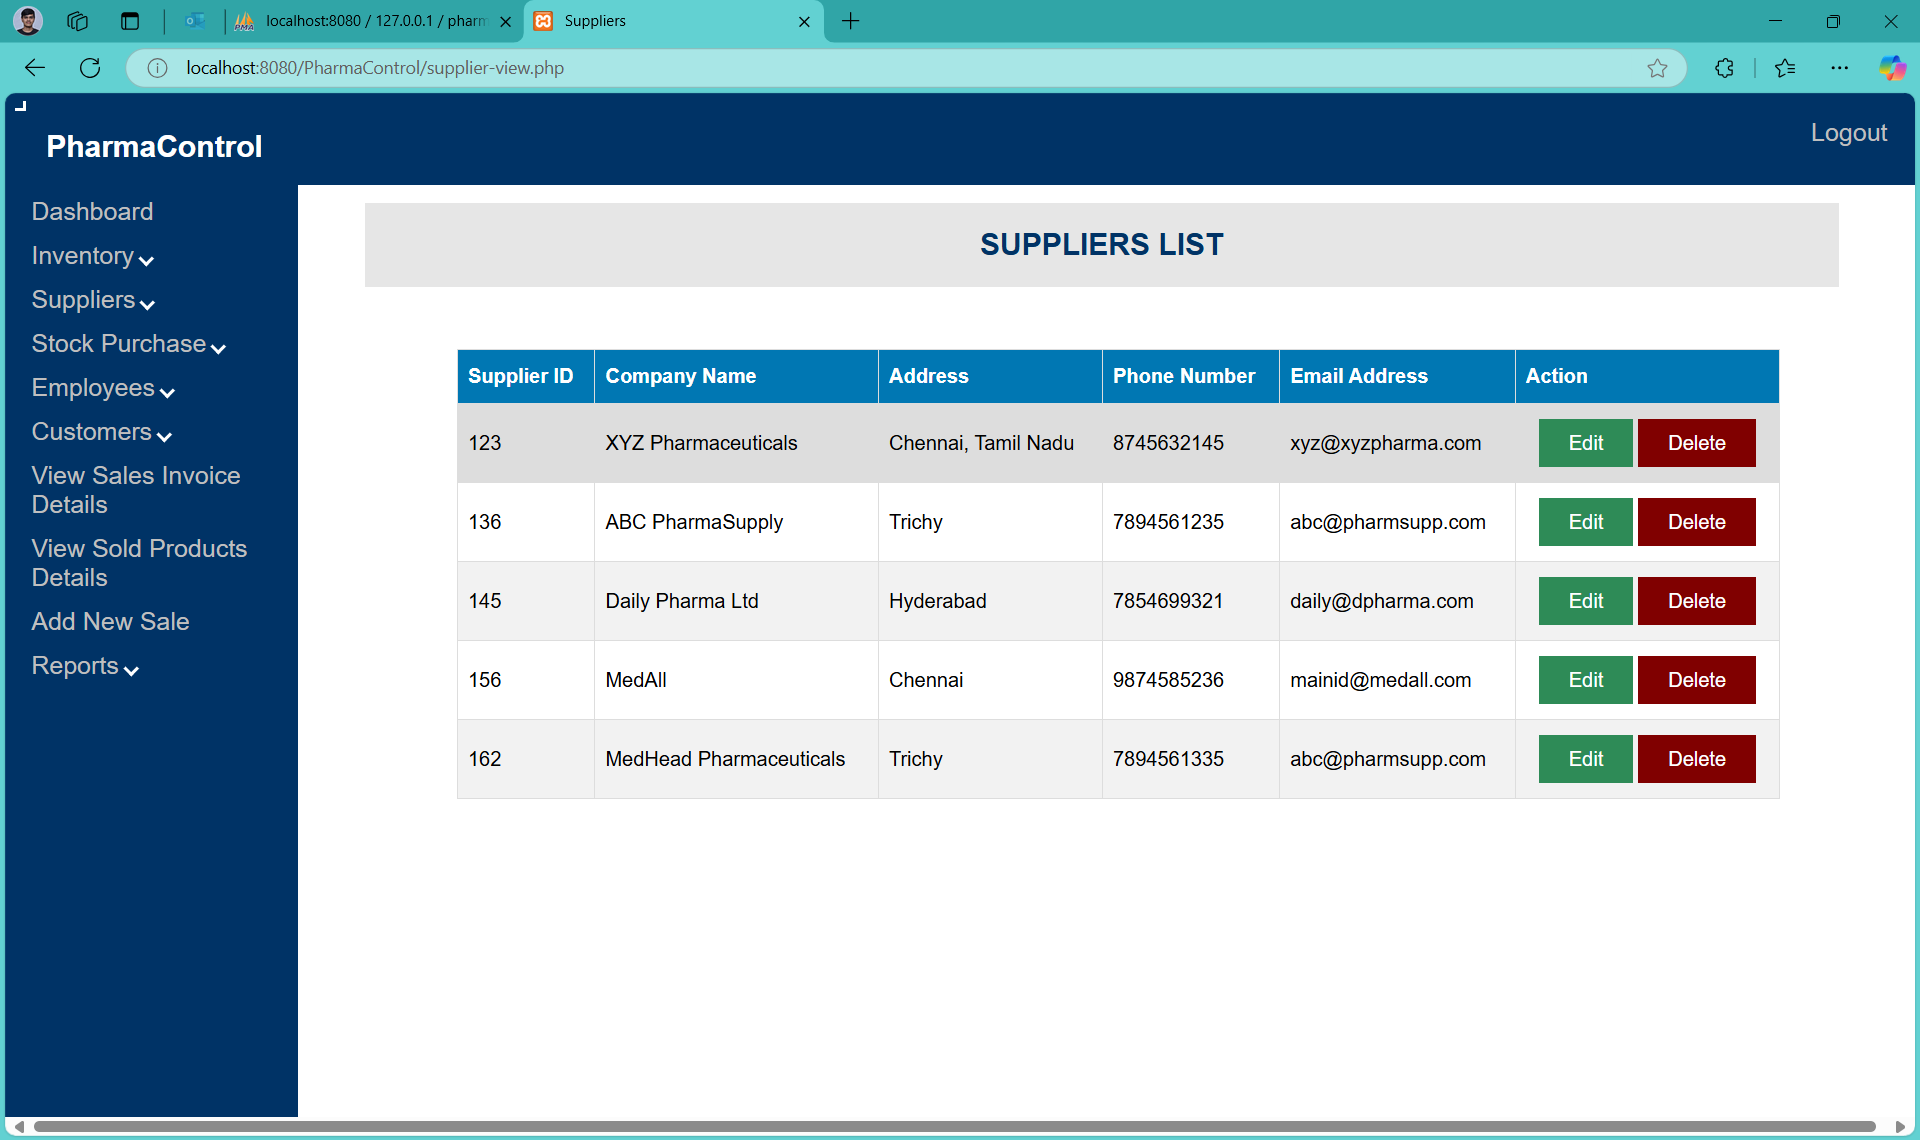 localhost:8080 / 127.0.0.1 / pharm
Suppliers
localhost:8080/PharmaControl/supplier-view.php
PharmaControl
Logout
Dashboard
Inventory
Suppliers
Stock Purchase
Employees
Customers
View Sales Invoice
Details
View Sold Products
Details
Add New Sale
Reports
SUPPLIERS LIST
Supplier ID Company Name Address Phone Number Email Address Action
123 XYZ Pharmaceuticals Chennai, Tamil Nadu 8745632145 xyz@xyzpharma.com Edit Delete
136 ABC PharmaSupply Trichy 7894561235 abc@pharmsupp.com Edit Delete
145 Daily Pharma Ltd Hyderabad 7854699321 daily@dpharma.com Edit Delete
156 MedAll Chennai 9874585236 mainid@medall.com Edit Delete
162 MedHead Pharmaceuticals Trichy 7894561335 abc@pharmsupp.com Edit Delete